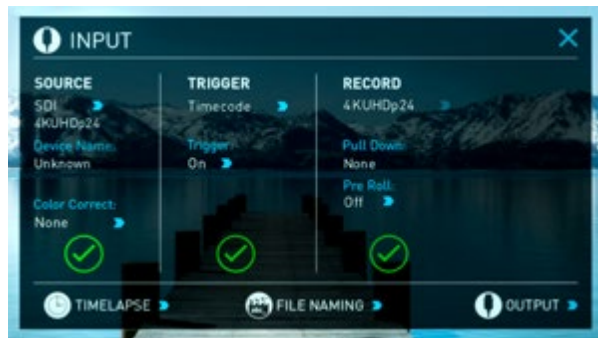 INPUT
SOURCE
SDI
4KUHDp24
Device Name:
Unknown
Color Correct:
None
TRIGGER
Timecode
Trigger:
On
RECORD
4KUHDp24
Pull Down:
None
Pre Roll:
Off
TIMELAPSE
FILE NAMING
OUTPUT